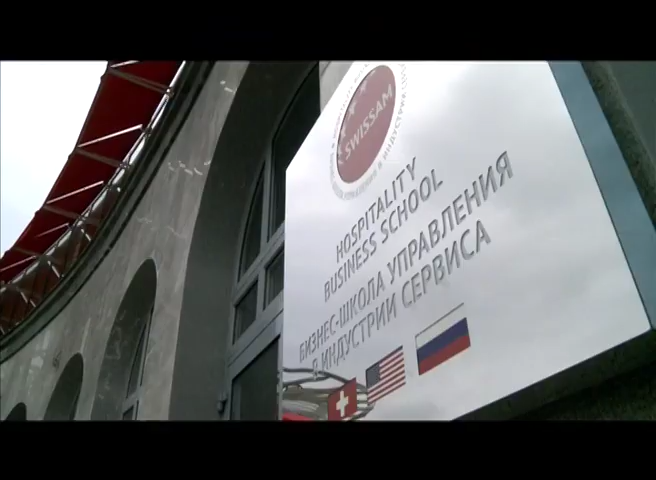 SWISSAM
HOSPITALITY
BUSINESS SCHOOL
БИЗНЕС-ШКОЛА УПРАВЛЕНИЯ
В ИНДУСТРИИ СЕРВИСА